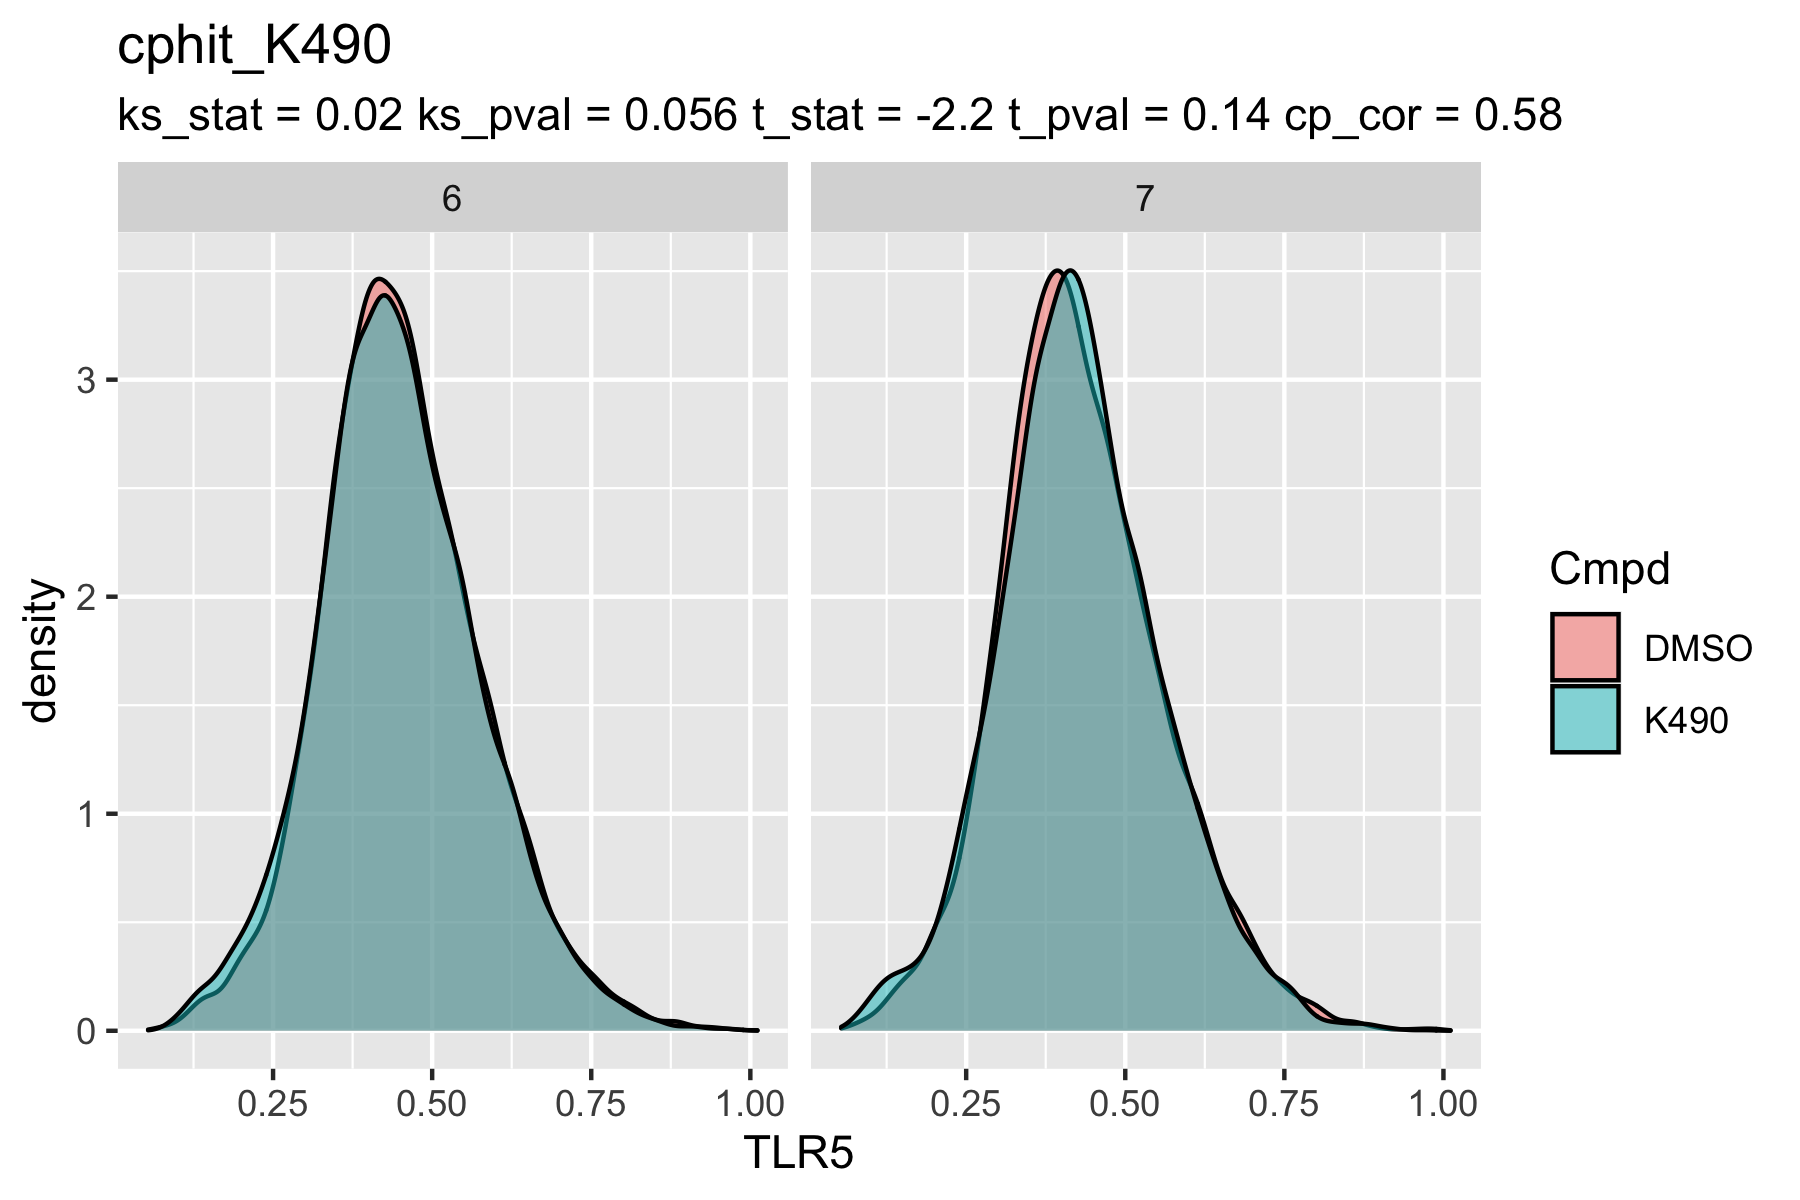 cphit_K490
ks_stat = 0.02 ks_pval = 0.056 t_stat = -2.2 t_pval = 0.14 cp_cor = 0.58
6
7
3
2
1
0
density
0.25
0.50
0.75
1.00
0.25
0.50
0.75
1.00
TLR5
Cmpd
DMSO
K490